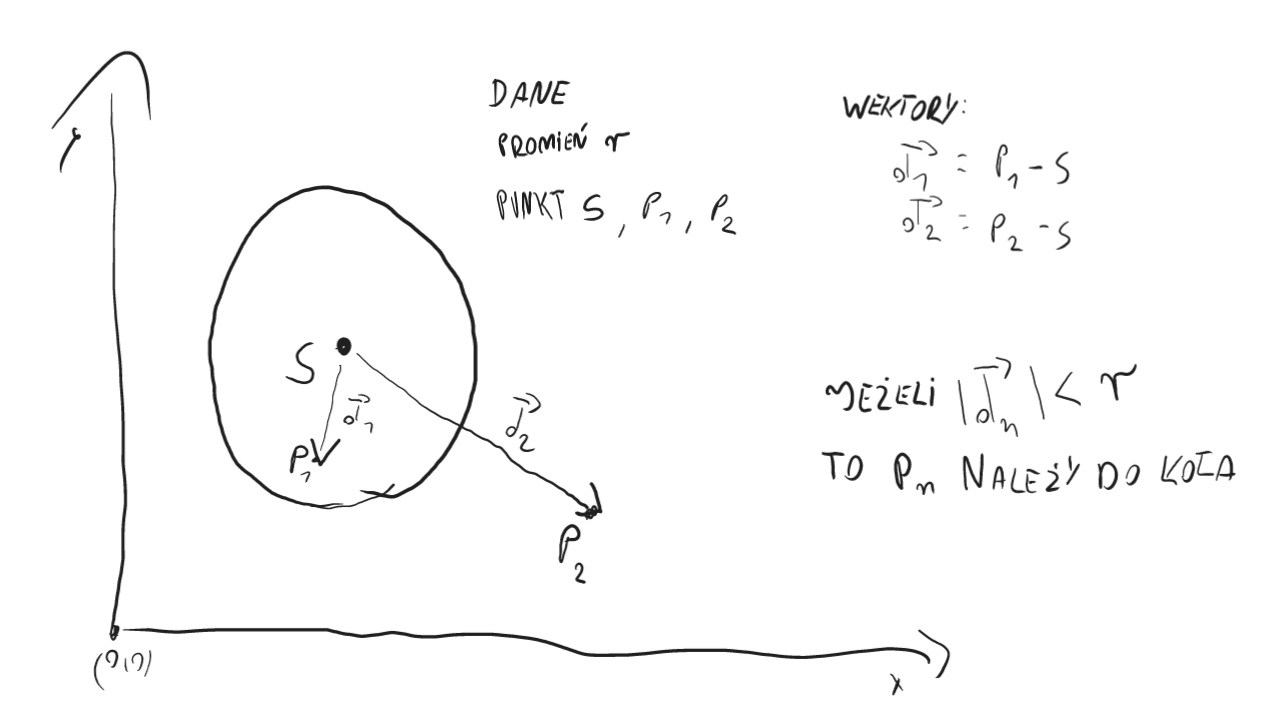 DANE
PROMIEŃ r
PUNKT S, P₁, P₂
WEKTORY:
d₁ = P₁ - S
d₂ = P₂ - S
JEŻELI |dₙ| < r
TO Pₙ NALEŻY DO KOŁA
y
S
d₁
P₁
d₂
P₂
(0,0)
x